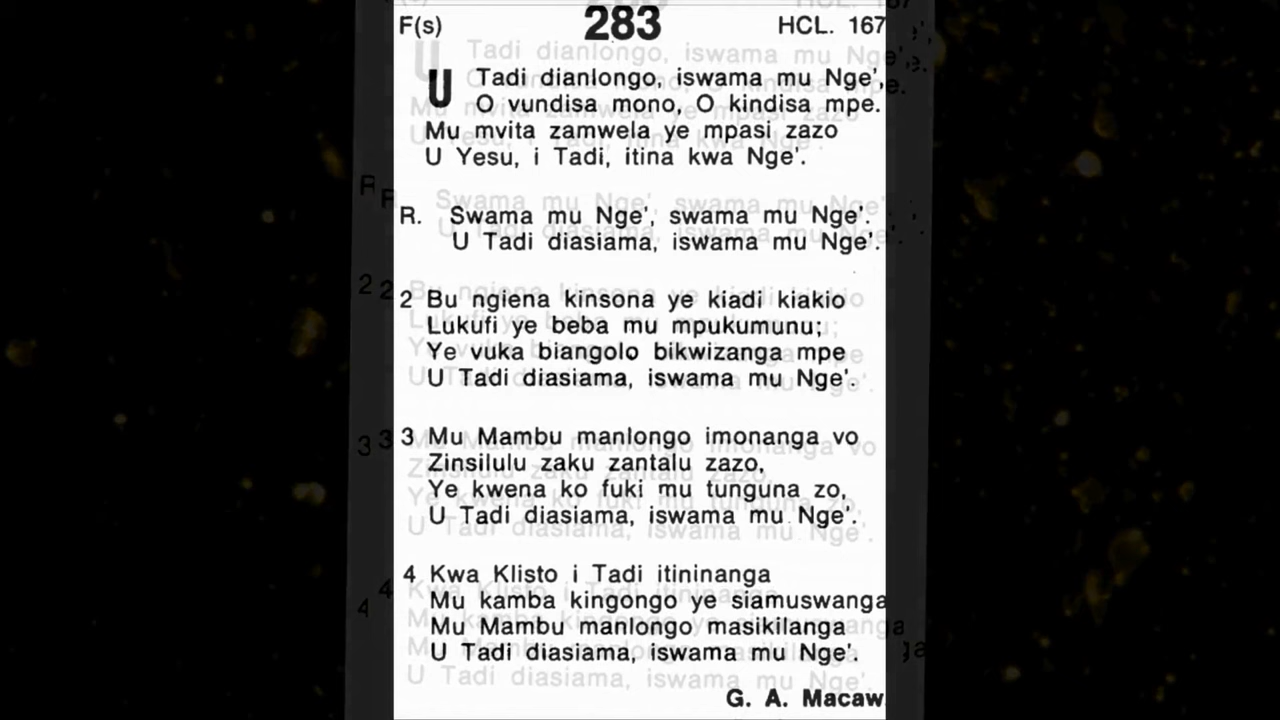 F(s) 283 HCL. 167
U Tadi dianlongo, iswama mu Nge',
O vundisa mono, O kindisa mpe.
Mu mvita zamwela ye mpasi zazo
U Yesu, i Tadi, itina kwa Nge'.
R. Swama mu Nge', swama mu Nge'.
U Tadi diasiama, iswama mu Nge'.
2 Bu ngiena kinsona ye kiadi kiakio
Lukufi ye beba mu mpukumunu;
Ye vuka biangolo bikwizanga mpe
U Tadi diasiama, iswama mu Nge'.
3 Mu Mambu manlongo imonanga vo
Zinsilulu zaku zantalu zazo,
Ye kwena ko fuki mu tunguna zo,
U Tadi diasiama, iswama mu Nge'.
4 Kwa Klisto i Tadi itininanga
Mu kamba kingongo ye siamuswanga
Mu Mambu manlongo masikilanga
U Tadi diasiama, iswama mu Nge'.
G. A. Macaw